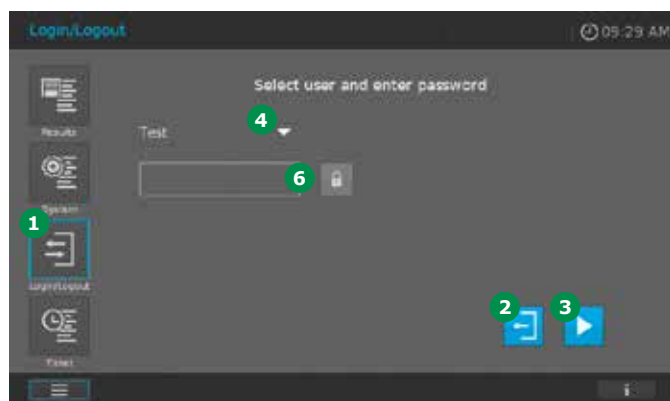 Login/Logout
09:29 AM
Select user and enter password
Results
4
Test
6
System
1
Login/Logout
2
3
Ticket
i